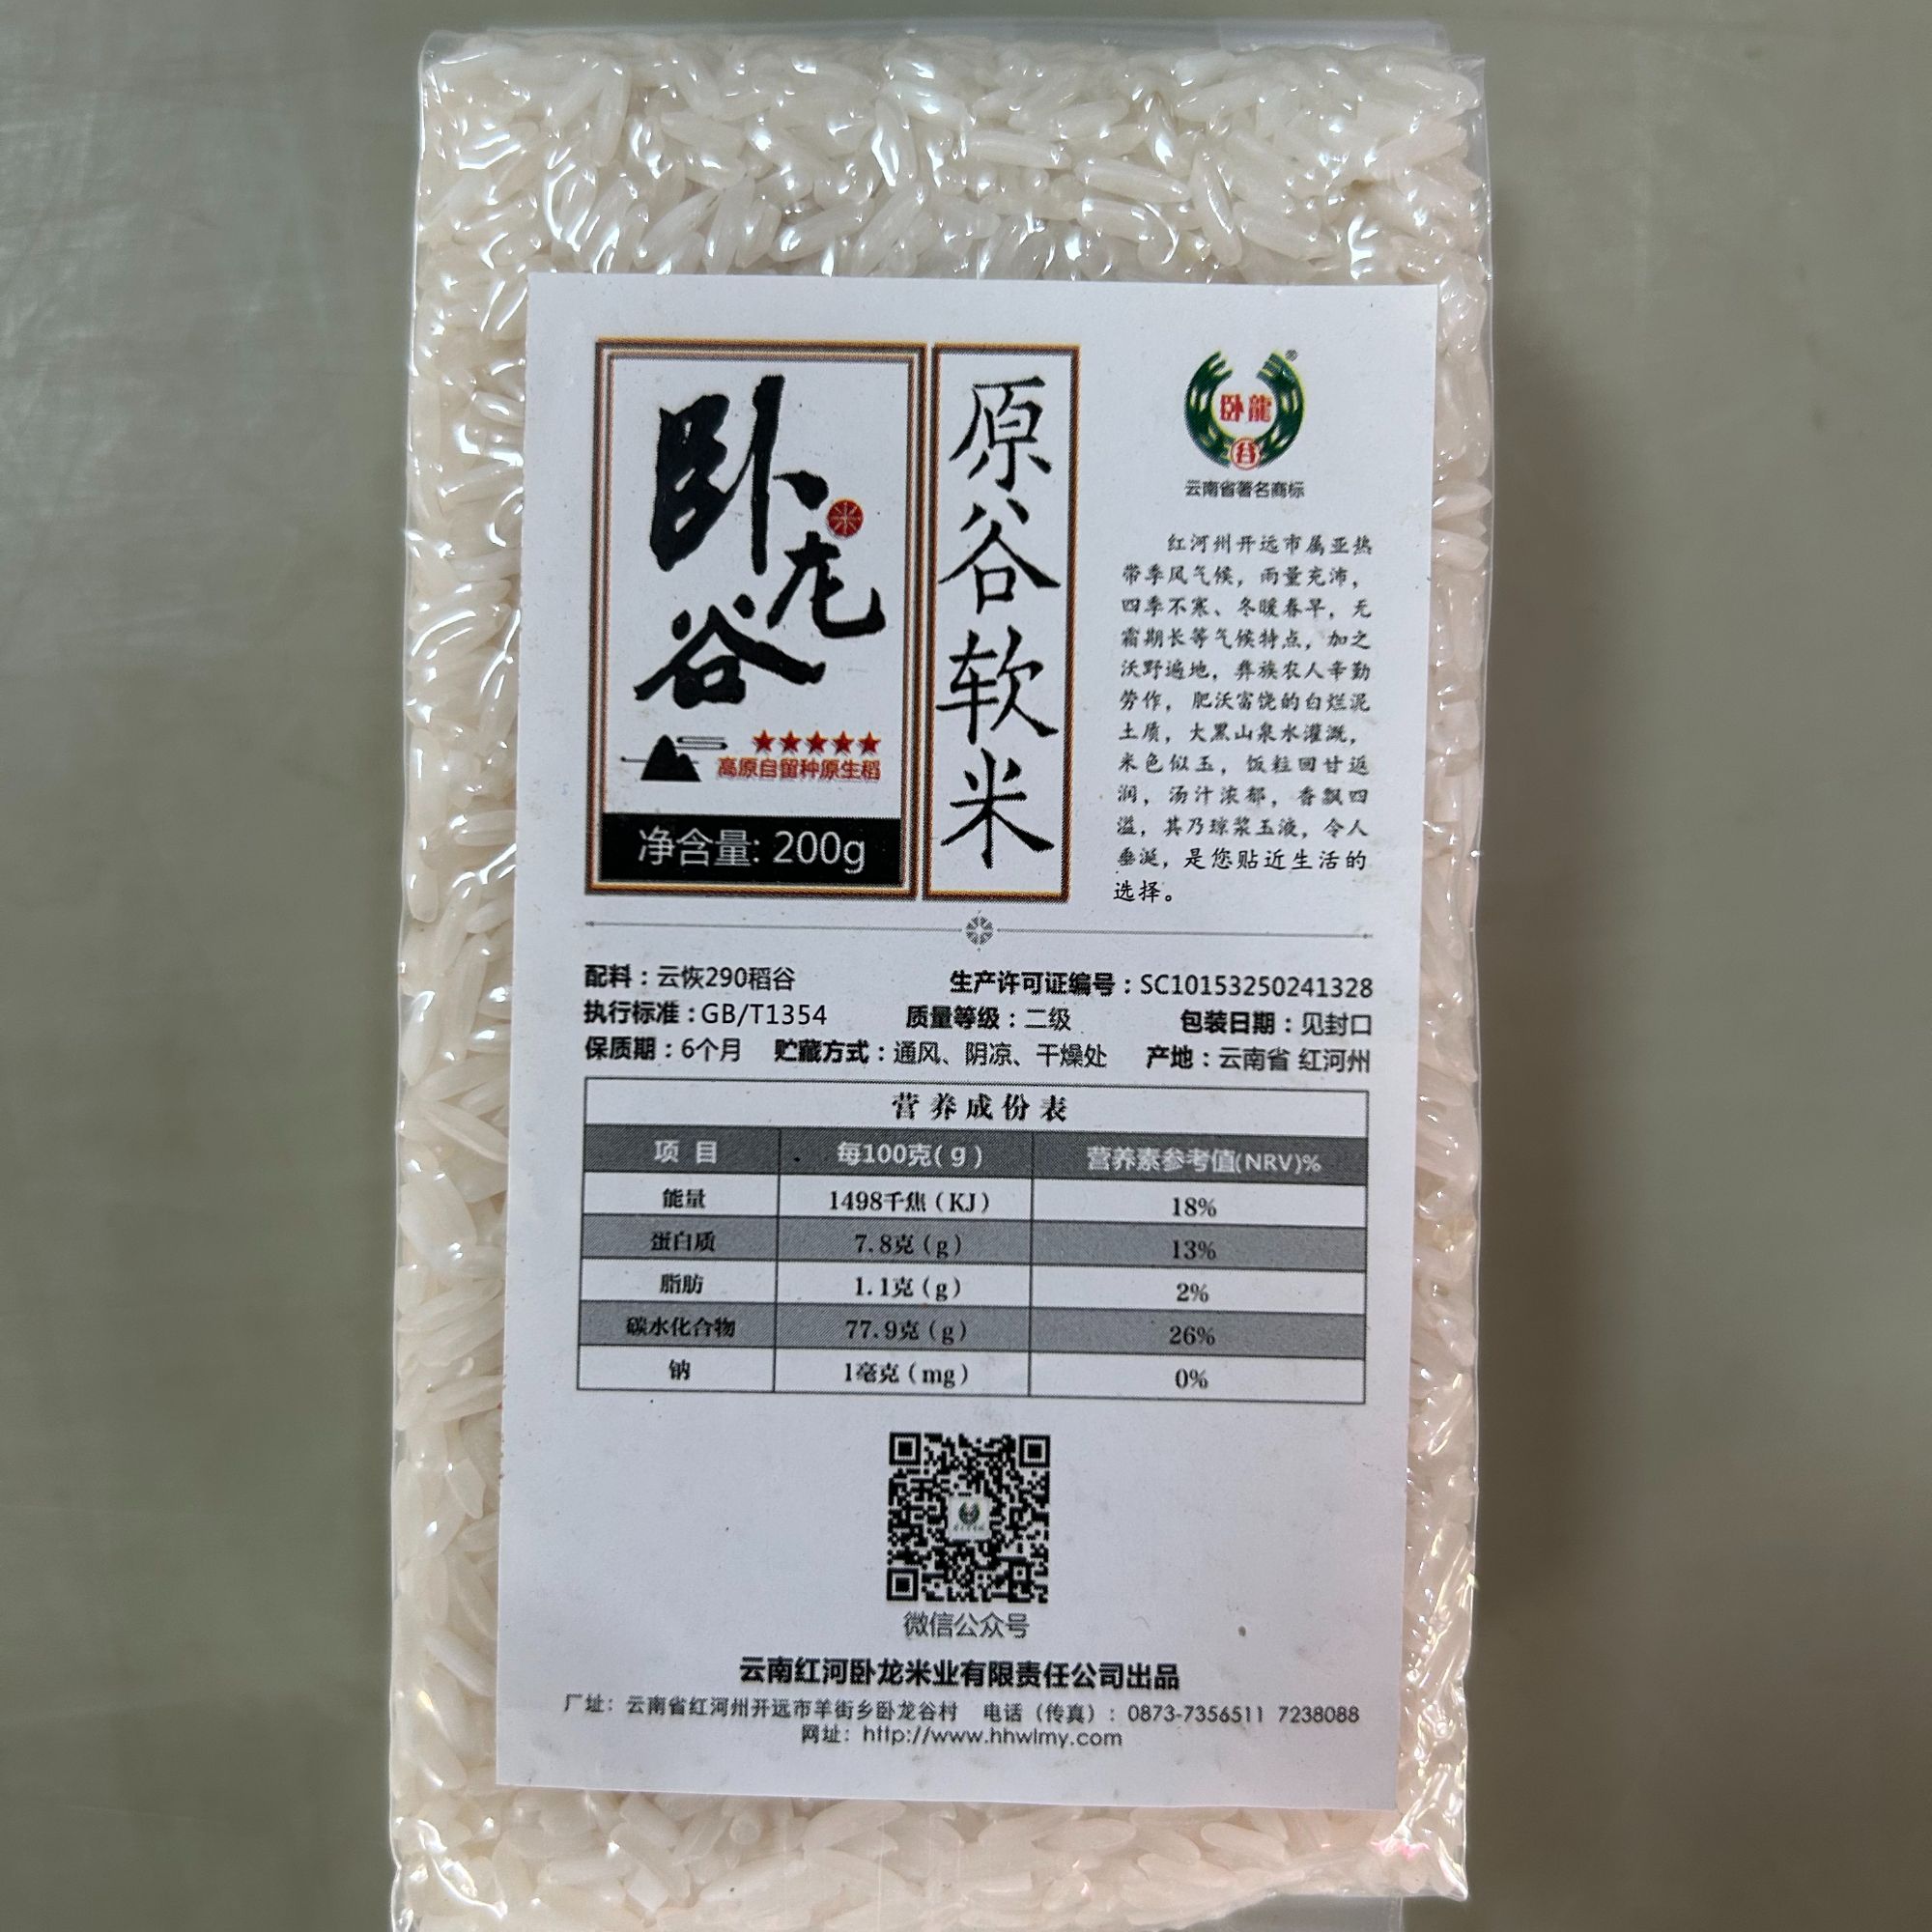 卧龙谷
★★★★★
高原自留种原生稻
净含量: 200g
原谷软米
®
卧龍
谷
云南省著名商标
红河州开远市属亚热
带季风气候，雨量充沛，
四季不寒、冬暖春早，无
霜期长等气候特点，加之
沃野遍地，彝族农人辛勤
劳作，肥沃富饶的白烂泥
土质，大黑山泉水灌溉，
米色似玉，饭粒回甘返
润，汤汁浓郁，香飘四
溢，其乃琼浆玉液，令人
垂涎，是您贴近生活的
选择。
配料：云恢290稻谷 生产许可证编号：SC10153250241328
执行标准：GB/T1354 质量等级：二级 包装日期：见封口
保质期：6个月 贮藏方式：通风、阴凉、干燥处 产地：云南省 红河州
营养成份表
项 目 每100克(g) 营养素参考值(NRV)%
能量 1498千焦(KJ) 18%
蛋白质 7.8克(g) 13%
脂肪 1.1克(g) 2%
碳水化合物 77.9克(g) 26%
钠 1毫克(mg) 0%
微信公众号
云南红河卧龙米业有限责任公司出品
厂址：云南省红河州开远市羊街乡卧龙谷村 电话（传真）：0873-7356511 7238088
网址：http://www.hhwlmy.com